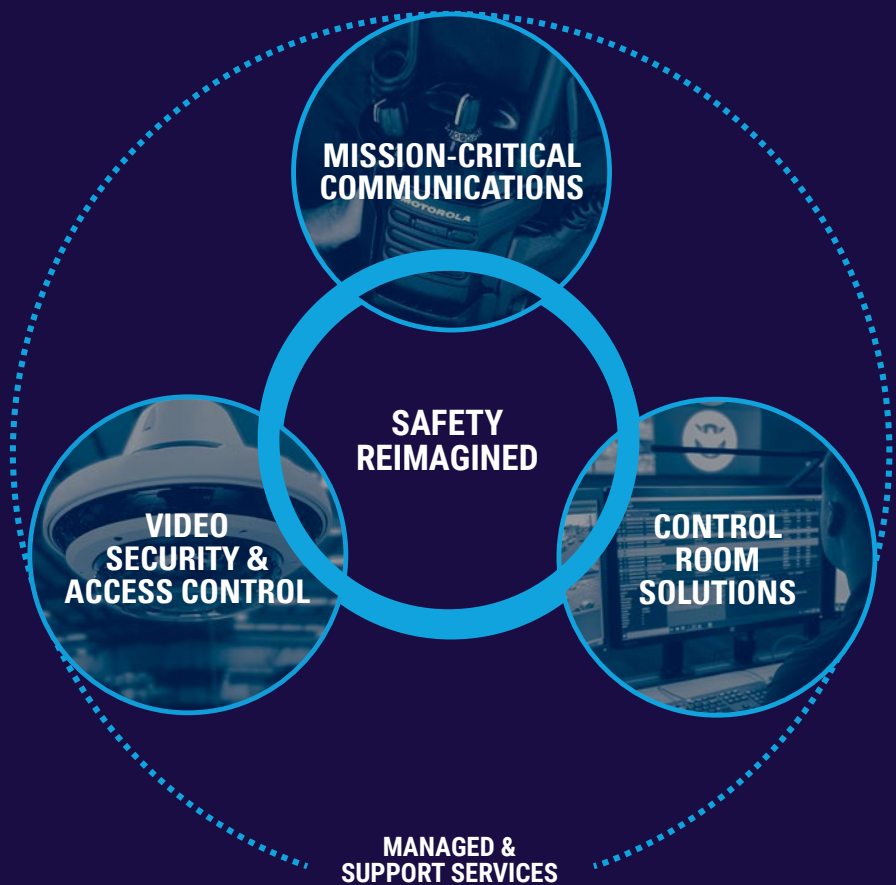 MISSION-CRITICAL
COMMUNICATIONS
MOTOROLA
SAFETY
REIMAGINED
VIDEO
SECURITY &
ACCESS CONTROL
CONTROL
ROOM
SOLUTIONS
MANAGED &
SUPPORT SERVICES